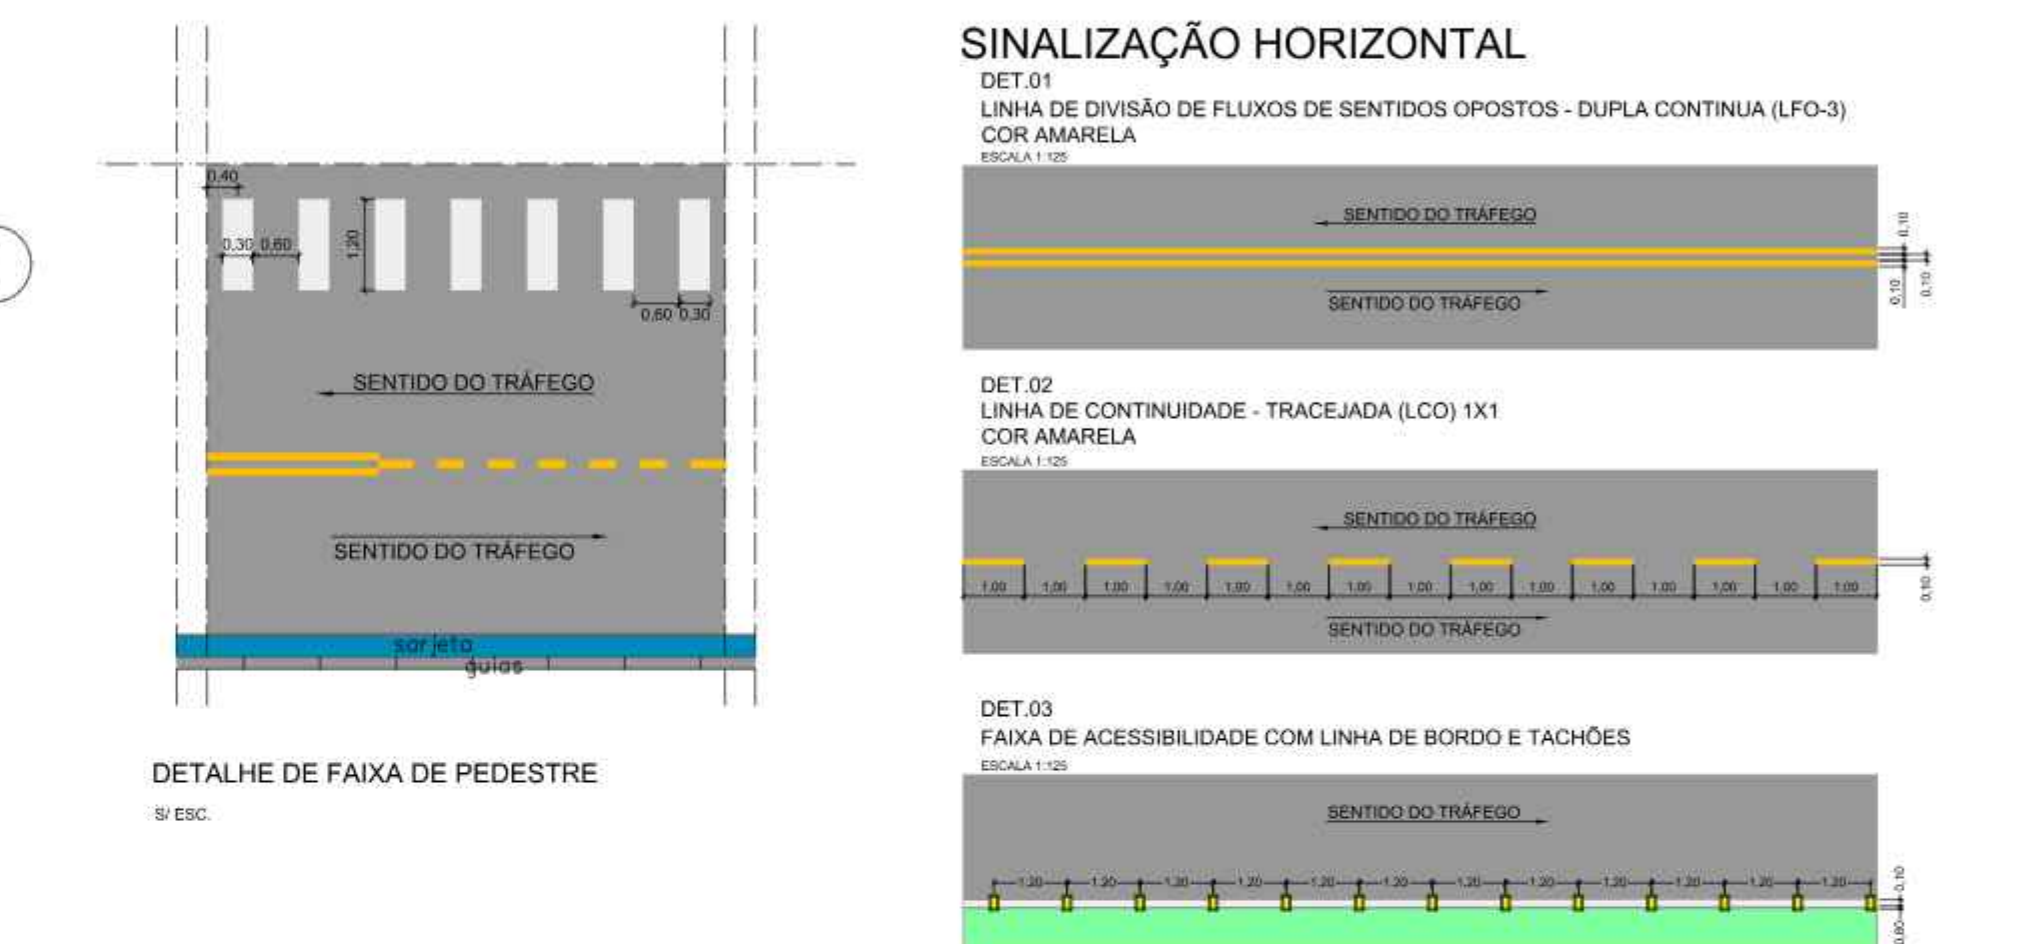 0,40
0,30 0,60
1,20
0,60 0,30
SENTIDO DO TRÁFEGO
SENTIDO DO TRÁFEGO
sarjeta
guias
DETALHE DE FAIXA DE PEDESTRE
S/ ESC.
SINALIZAÇÃO HORIZONTAL
DET.01
LINHA DE DIVISÃO DE FLUXOS DE SENTIDOS OPOSTOS - DUPLA CONTINUA (LFO-3)
COR AMARELA
ESCALA 1:125
SENTIDO DO TRÁFEGO
0,10
SENTIDO DO TRÁFEGO
0,10
0,10
DET.02
LINHA DE CONTINUIDADE - TRACEJADA (LCO) 1X1
COR AMARELA
ESCALA 1:125
SENTIDO DO TRÁFEGO
1,00 1,00 1,00 1,00 1,00 1,00 1,00 1,00 1,00 1,00 1,00 1,00 1,00 1,00 1,00
0,10
SENTIDO DO TRÁFEGO
DET.03
FAIXA DE ACESSIBILIDADE COM LINHA DE BORDO E TACHÕES
ESCALA 1:125
SENTIDO DO TRÁFEGO
1,20 1,20 1,20 1,20 1,20 1,20 1,20 1,20 1,20 1,20 1,20 1,20
0,10
0,80